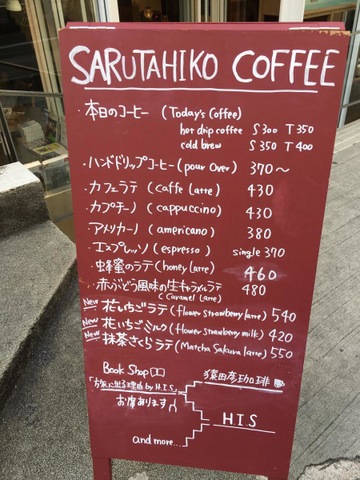 SARUTAHIKO COFFEE
・本日のコーヒー (Today's Coffee)
hot drip coffee S 300 T 350
cold brew S 350 T 400
・ハンドドリップコーヒー (pour over) 370〜
・カフェラテ (caffe latte) 430
・カプチーノ (cappuccino) 430
・アメリカーノ (americano) 380
・エスプレッソ (espresso) single 370
・蜂蜜のラテ (honey latte) 460
・赤ぶどう風味の生キャラメルラテ 480
(Caramel latte)
New 花いちごラテ (flower strawberry latte) 540
New 花いちごミルク (flower strawberry milk) 420
New 抹茶さくらラテ (Matcha Sakura latte) 550
Book Shop
「旅に出る理由 by H.I.S」
お席あります
猿田彦珈琲
H.I.S
and more...